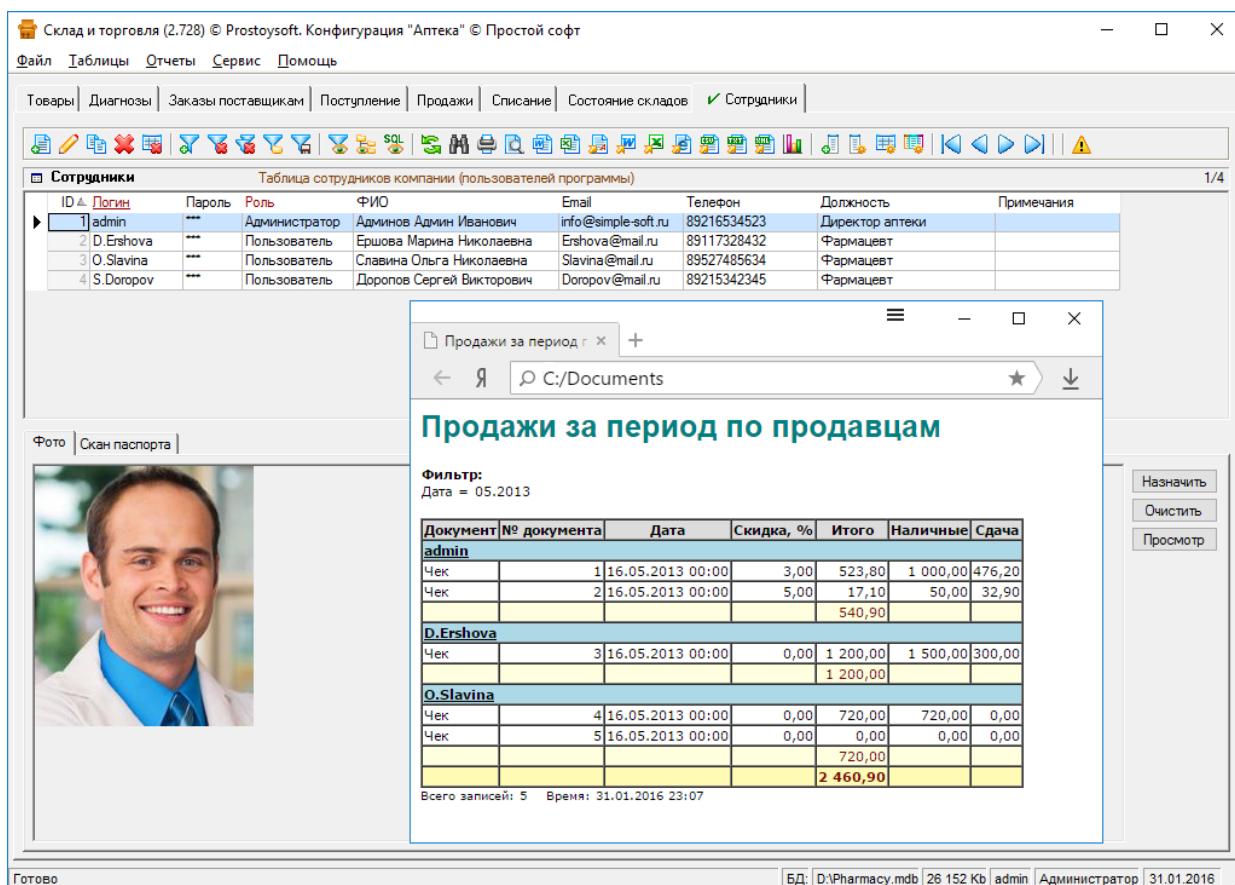 Склад и торговля (2.728) © Prostoysoft. Конфигурация "Аптека" © Простой софт
Файл Таблицы Отчеты Сервис Помощь
Товары Диагнозы Заказы поставщикам Поступление Продажи Списание Состояние складов Сотрудники
SQL
Сотрудники Таблица сотрудников компании (пользователей программы) 1/4
ID Логин Пароль Роль ФИО Email Телефон Должность Примечания
1 admin *** Администратор Админов Админ Иванович info@simple-soft.ru 89216534523 Директор аптеки
2 D.Ershova *** Пользователь Ершова Марина Николаевна Ershova@mail.ru 89117328432 Фармацевт
3 O.Slavina *** Пользователь Славина Ольга Николаевна Slavina@mail.ru 89527485634 Фармацевт
4 S.Doropov *** Пользователь Доропов Сергей Викторович Doropov@mail.ru 89215342345 Фармацевт
Продажи за период
Я C:/Documents
Продажи за период по продавцам
Фильтр:
Дата = 05.2013
Документ № документа Дата Скидка, % Итого Наличные Сдача
admin
Чек 1 16.05.2013 00:00 3,00 523,80 1 000,00 476,20
Чек 2 16.05.2013 00:00 5,00 17,10 50,00 32,90
540,90
D.Ershova
Чек 3 16.05.2013 00:00 0,00 1 200,00 1 500,00 300,00
1 200,00
O.Slavina
Чек 4 16.05.2013 00:00 0,00 720,00 720,00 0,00
Чек 5 16.05.2013 00:00 0,00 0,00 0,00 0,00
720,00
2 460,90
Всего записей: 5 Время: 31.01.2016 23:07
Фото Скан паспорта
Назначить
Очистить
Просмотр
Готово БД: D:\Pharmacy.mdb 26 152 Kb admin Администратор 31.01.2016